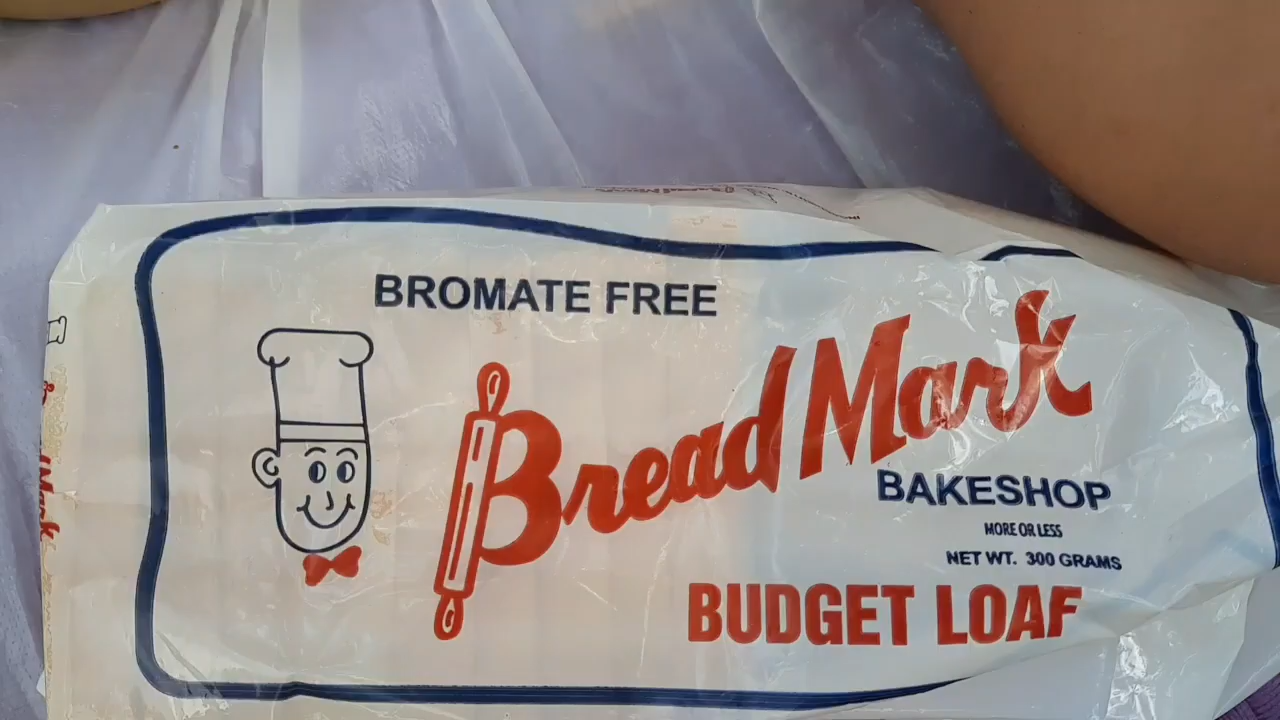 BROMATE FREE
Bread Mark
BAKESHOP
MORE OR LESS
NET WT. 300 GRAMS
BUDGET LOAF